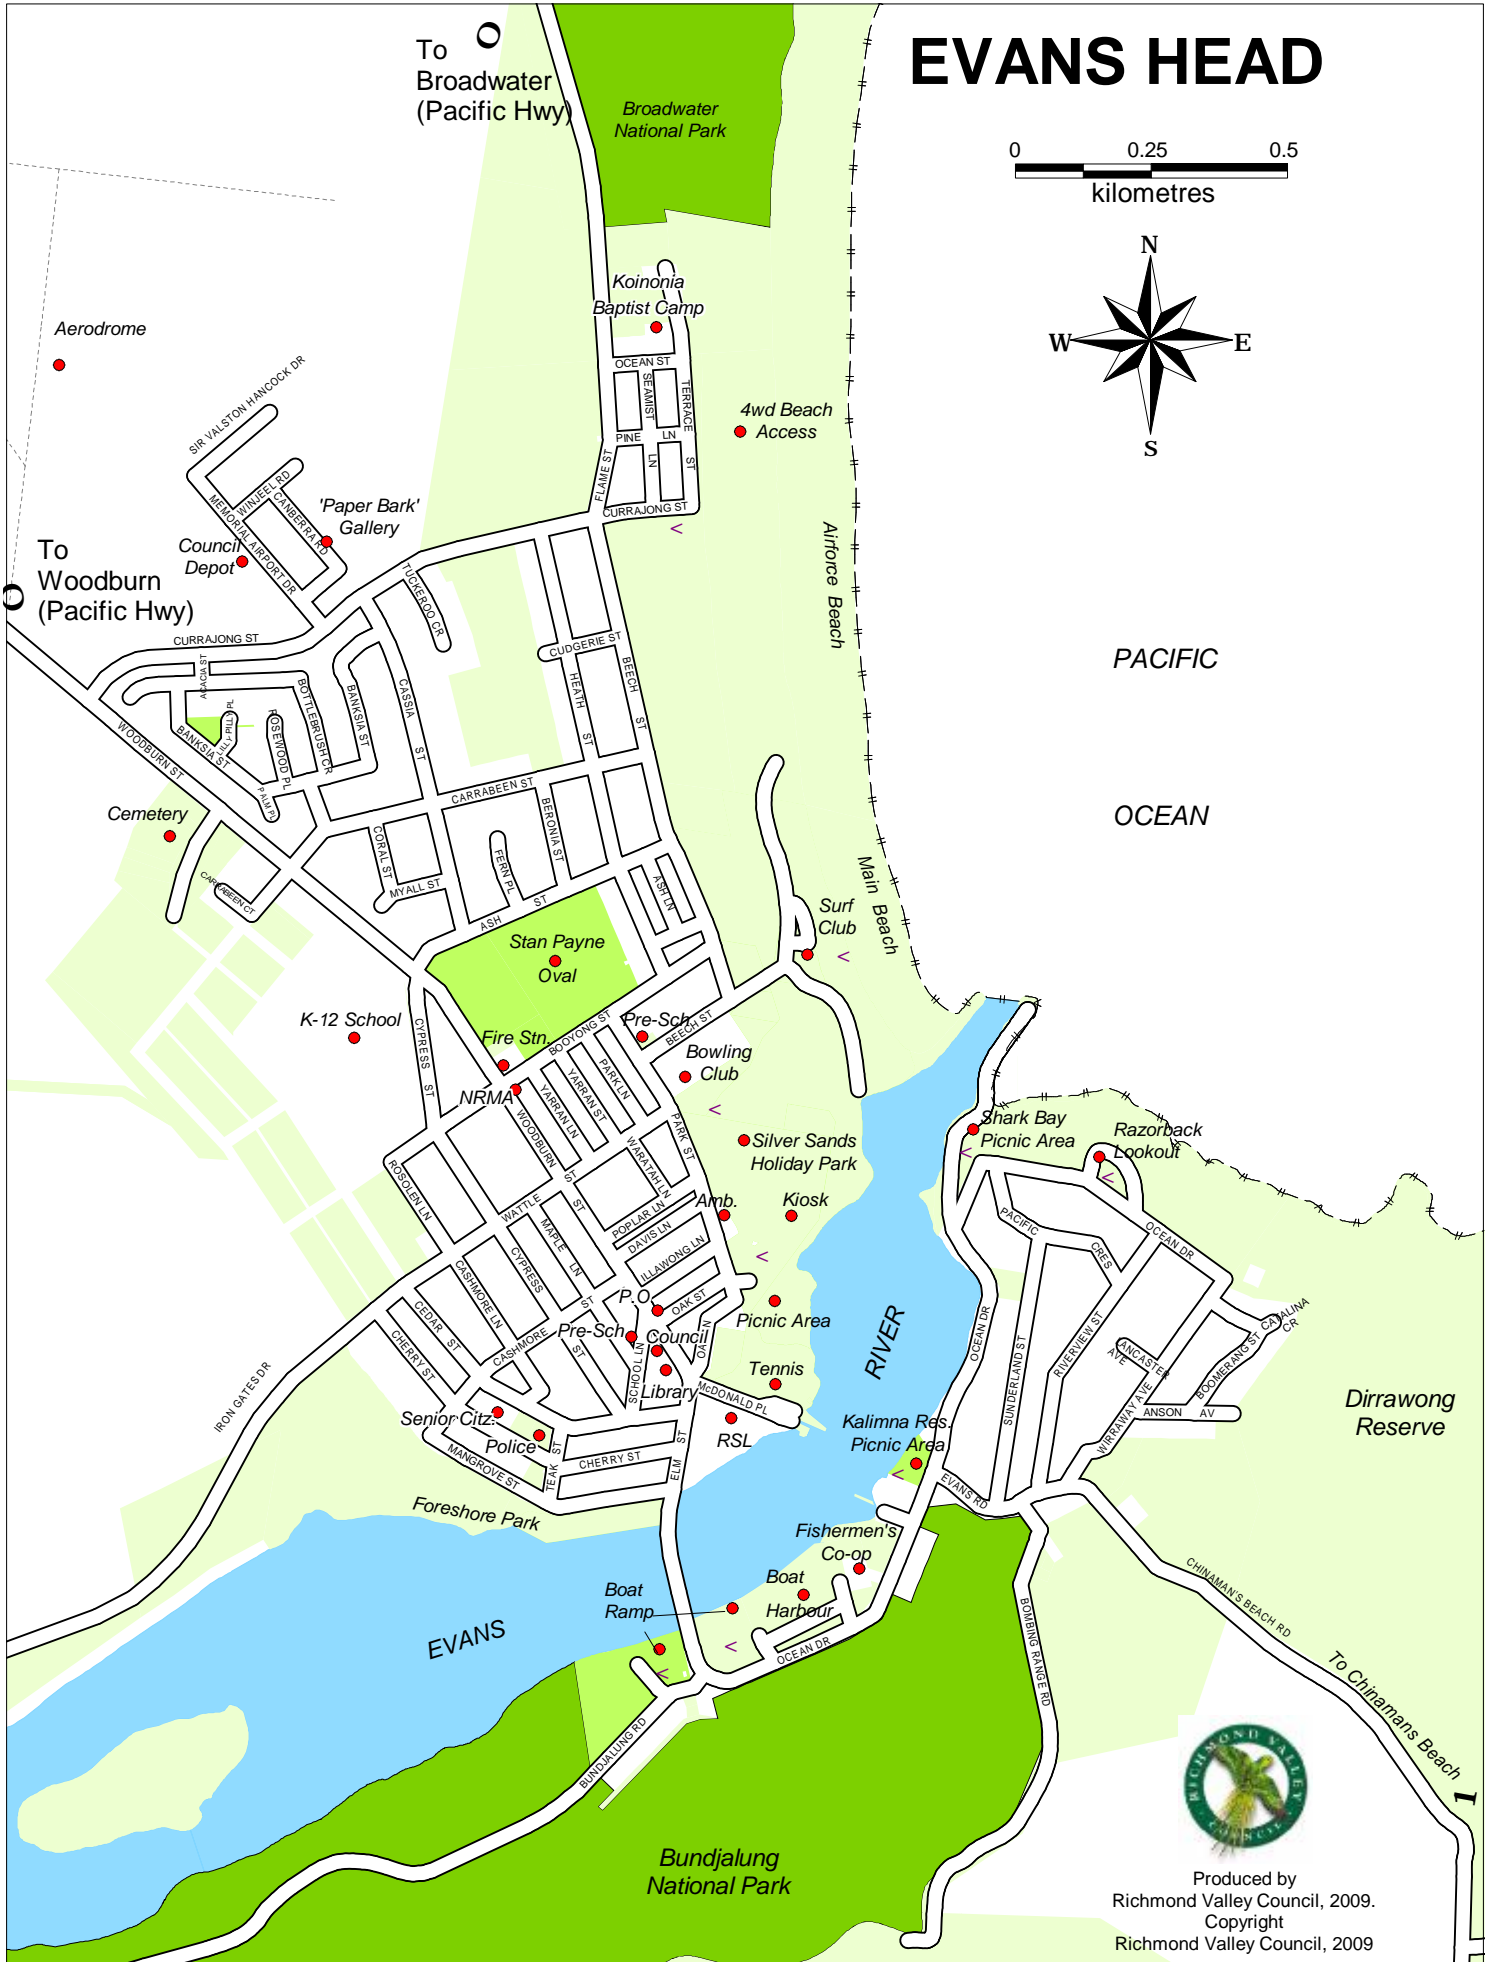 EVANS HEAD
To
Broadwater
(Pacific Hwy)
O
Broadwater
National Park
0 0.25 0.5
kilometres
N
W E
S
Koinonia
Baptist Camp
Aerodrome
OCEAN ST
SEAMIST
LN
TERRACE
ST
PINE LN
FLAME ST
CURRAJONG ST
4wd Beach
Access
SIR VALSTON HANCOCK DR
WINJEEL RD
CANBERRA RD
MEMORIAL AIRPORT DR
'Paper Bark'
Gallery
Council
Depot
To
Woodburn
(Pacific Hwy)
O
Airforce Beach
TUCKEROO CR
CURRAJONG ST
ACACIA ST
CUDGERIE ST
HEATH ST
BEECH ST
PACIFIC
OCEAN
BOTTLEBRUSH CR
BANKSIA ST
CASSIA ST
LILLY PILLY PL
ROSEWOOD PL
BANKSIA ST
WOODBURN ST
PALM PL
CARRABEEN ST
BERONIA ST
Cemetery
CORAL ST
FERN PL
MYALL ST
CARRABEEN CT
ASH ST
ASH LN
Main Beach
Surf
Club
Stan Payne
Oval
K-12 School
CYPRESS ST
Fire Stn.
BOOYONG ST
Pre-Sch.
BEECH ST
Bowling
Club
NRMA
YARRAN LN
YARRAN ST
PARK LN
WOODBURN ST
PARK ST
WARATAH LN
Silver Sands
Holiday Park
Shark Bay
Picnic Area
Razorback
Lookout
ROSOLEN LN
WATTLE ST
MAPLE LN
POPLAR LN
DAVIS LN
ILLAWONG LN
Amb.
Kiosk
PACIFIC CRES
OCEAN DR
CASHMORE LN
CYPRESS ST
P.O
OAK ST
OAK LN
Picnic Area
CEDAR ST
CHERRY ST
CASHMORE ST
Pre-Sch.
Council
SCHOOL LN
Library
McDONALD PL
Tennis
RIVER
OCEAN DR
SUNDERLAND ST
RIVERVIEW ST
LANCASTER
AVE
CATALINA
CR
BOOMERANG ST
WIRRAWAY AVE
ANSON AV
IRON GATES DR
Senior Citz.
Police
RSL
Kalimna Res.
Picnic Area
Dirrawong
Reserve
MANGROVE ST
TEAK ST
CHERRY ST
ELM ST
EVANS RD
Foreshore Park
Fishermen's
Co-op
Boat
Harbour
Boat
Ramp
OCEAN DR
EVANS
BOMBING RANGE RD
CHINAMAN'S BEACH RD
To Chinamans Beach
1
BUNDJALUNG RD
Bundjalung
National Park
RICHMOND VALLEY
COUNCIL
Produced by
Richmond Valley Council, 2009.
Copyright
Richmond Valley Council, 2009